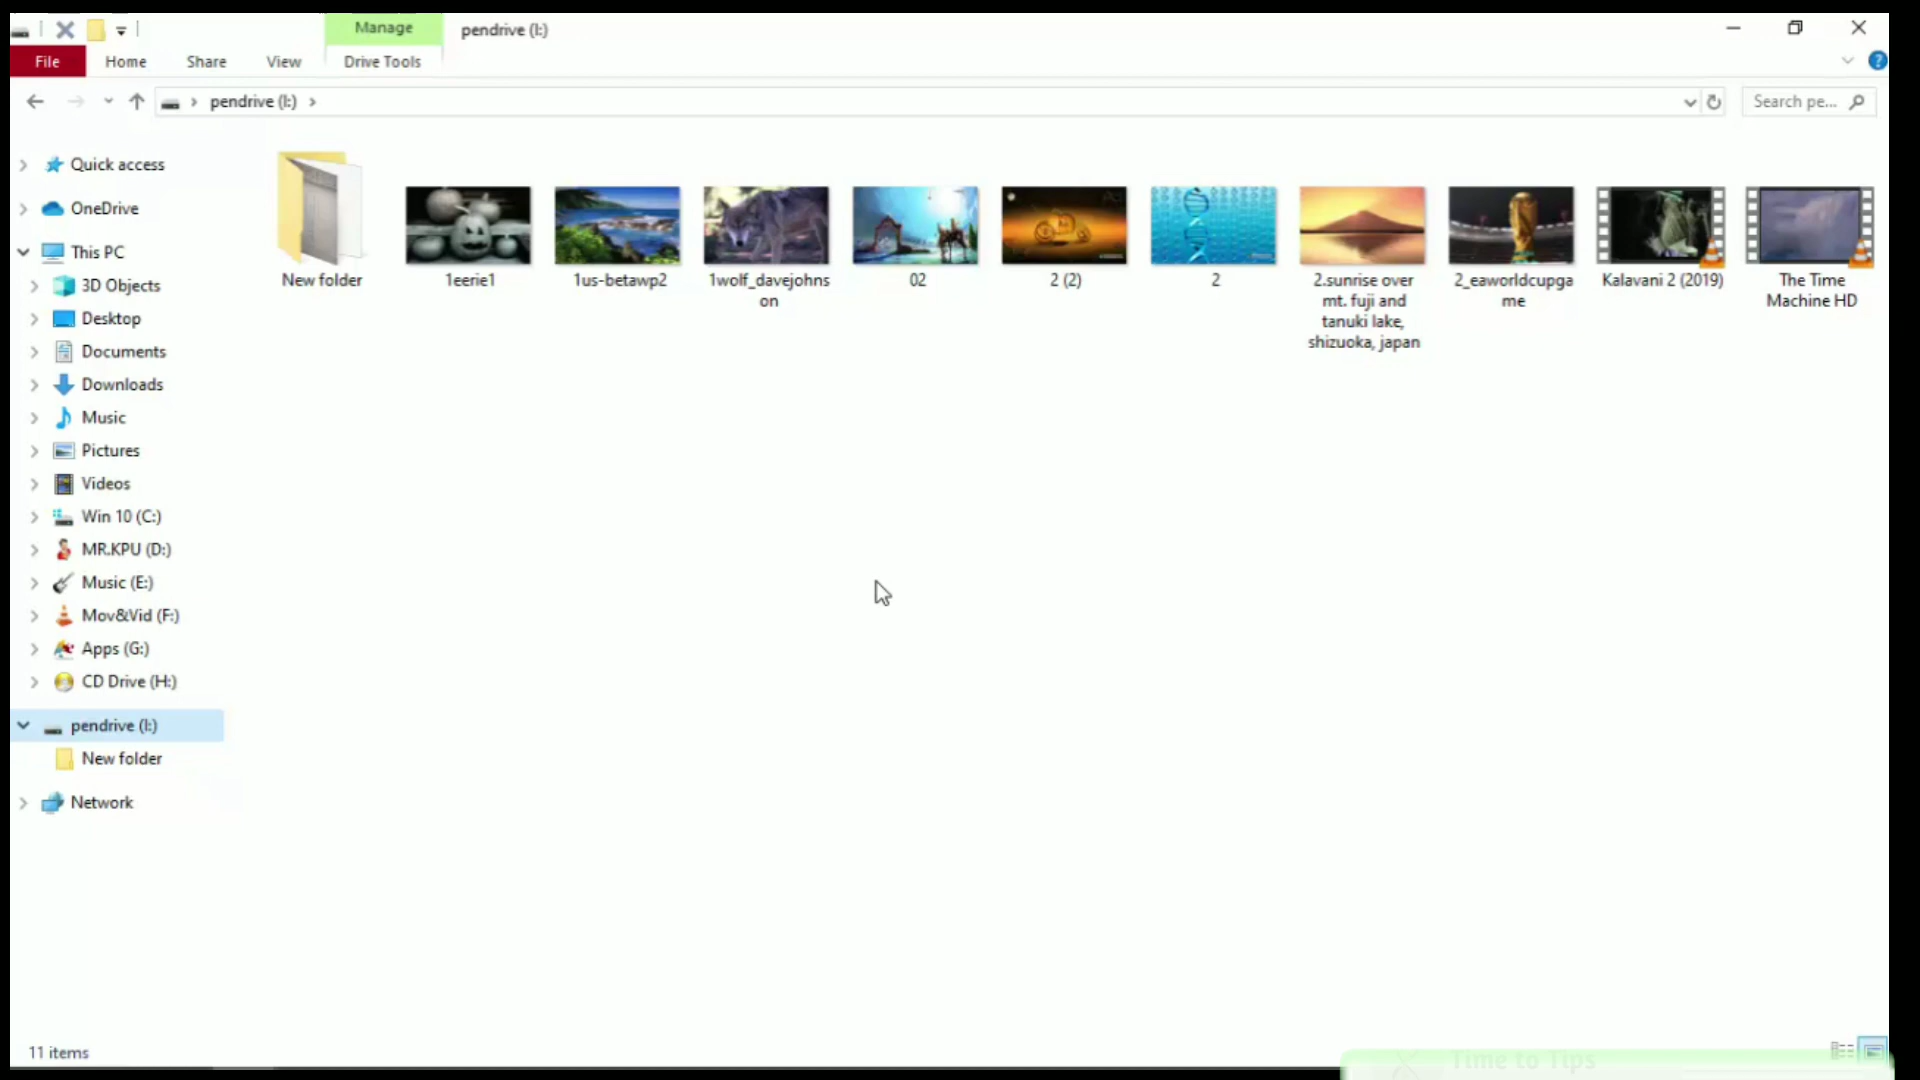 Manage
pendrive (I:)
File
Home
Share
View
Drive Tools
pendrive (I:)
Search pe...
Quick access
OneDrive
This PC
3D Objects
Desktop
Documents
Downloads
Music
Pictures
Videos
Win 10 (C:)
MR.KPU (D:)
Music (E:)
Mov&Vid (F:)
Apps (G:)
CD Drive (H:)
pendrive (I:)
New folder
Network
New folder
1eerie1
1us-betawp2
1wolf_davejohns
on
02
2 (2)
2
2.sunrise over
mt. fuji and
tanuki lake,
shizuoka, japan
2_eaworldcupga
me
Kalavani 2 (2019)
The Time
Machine HD
11 items
Time to Tips